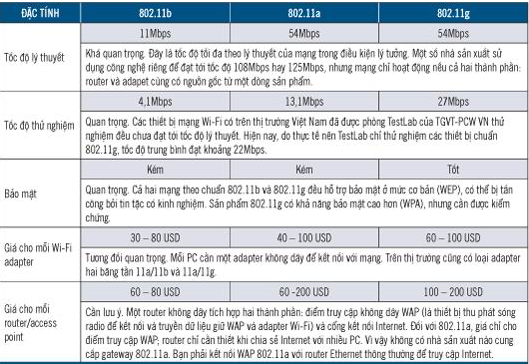 ĐẶC TÍNH 802.11b 802.11a 802.11g
Tốc độ lý thuyết
11Mbps 54Mbps 54Mbps
Khá quan trọng. Đây là tốc độ tối đa theo lý thuyết của mạng trong điều kiện lý tưởng. Một số nhà sản xuất sử
dụng công nghệ riêng để đạt tới tốc độ 108Mbps hay 125Mbps, nhưng mạng chỉ hoạt động nếu cả hai thành phần:
router và adapet cùng có nguồn gốc từ một dòng sản phẩm.
Tốc độ thử nghiệm
4,1Mbps 13,1Mbps 27Mbps
Quan trọng. Các thiết bị mạng Wi-Fi có trên thị trường Việt Nam đã được phòng TestLab của TGVT-PCW VN thử
nghiệm đều chưa đạt tới tốc độ lý thuyết. Hiện nay, do thực tế nên TestLab chỉ thử nghiệm các thiết bị chuẩn
802.11g, tốc độ trung bình đạt khoảng 22Mbps.
Bảo mật
Kém Kém Tốt
Quan trọng. Cả hai mạng theo chuẩn 802.11b và 802.11g đều hỗ trợ bảo mật ở mức cơ bản (WEP), có thể bị tấn
công bởi tin tặc có kinh nghiệm. Sản phẩm 802.11g có khả năng bảo mật cao hơn (WPA), nhưng cần được kiểm
chứng.
Giá cho mỗi Wi-Fi
adapter
30 – 80 USD 40 – 100 USD 60 – 100 USD
Tương đối quan trọng. Mỗi PC cần một adapter không dây để kết nối với mạng. Trên thị trường cũng có loại adapter
hai băng tần 11a/11b và 11a/11g.
Giá cho mỗi
router/access
point
60 – 80 USD 60 -200 USD 100 – 200 USD
Cần lưu ý. Một router không dây tích hợp hai thành phần: điểm truy cập không dây WAP (là thiết bị thu phát sóng
radio để kết nối và truyền dữ liệu giữ WAP và adapter Wi-Fi) và cổng kết nối Internet. Đối với 802.11a, giá chỉ cho
điểm truy cập WAP; router chỉ cần thiết khi chia sẻ Internet với nhiều PC. Vì vậy không có nhà sản xuất nào cung
cấp gateway 802.11a. Bạn phải kết nối WAP 802.11a với router Ethernet thông thường để truy cập Internet.